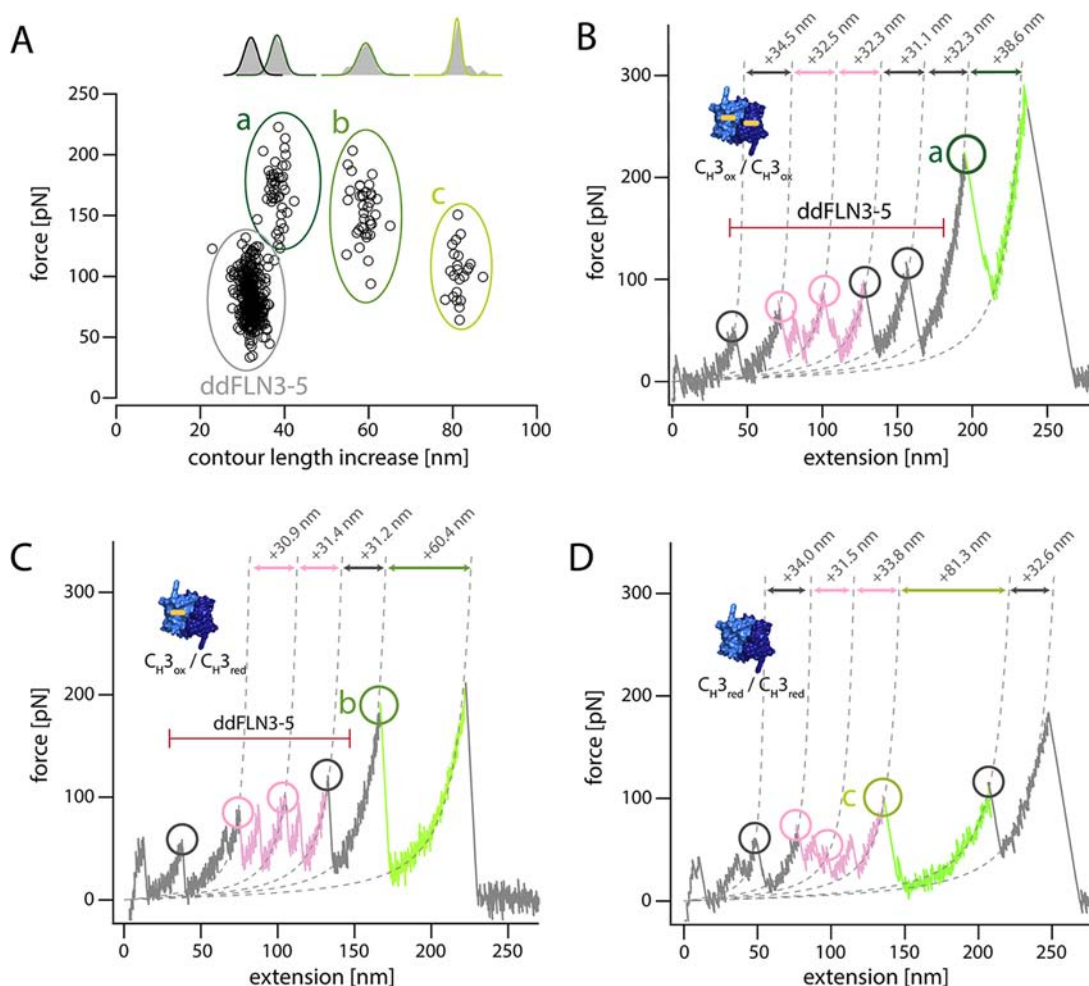 A
a
b
c
250
200
150
100
50
0
force [pN]
ddFLN3-5
0 20 40 60 80 100
contour length increase [nm]
B
+34.5 nm
+32.5 nm
+32.3 nm
+31.1 nm
+32.3 nm
+38.6 nm
300
200
100
0
force [pN]
CH3ox / CH3ox
ddFLN3-5
a
0 50 100 150 200 250
extension [nm]
C
+30.9 nm
+31.4 nm
+31.2 nm
+60.4 nm
300
200
100
0
force [pN]
CH3ox / CH3red
ddFLN3-5
b
0 50 100 150 200
extension [nm]
D
+34.0 nm
+31.5 nm
+33.8 nm
+81.3 nm
+32.6 nm
300
200
100
0
force [pN]
CH3red / CH3red
c
0 50 100 150 200 250
extension [nm]